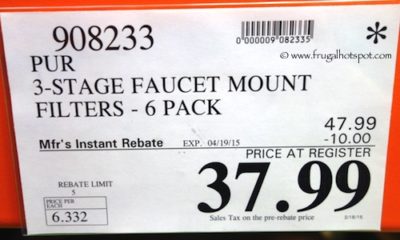 908233
0000009082335
*
© www.frugalhotspot.com
PUR
3-STAGE FAUCET MOUNT
FILTERS - 6 PACK
47.99
Mfr's Instant Rebate EXP. 04/19/15 -10.00
PRICE AT REGISTER
37.99
REBATE LIMIT
5
PRICE PER
EACH
6.332
Sales Tax on the pre-rebate price